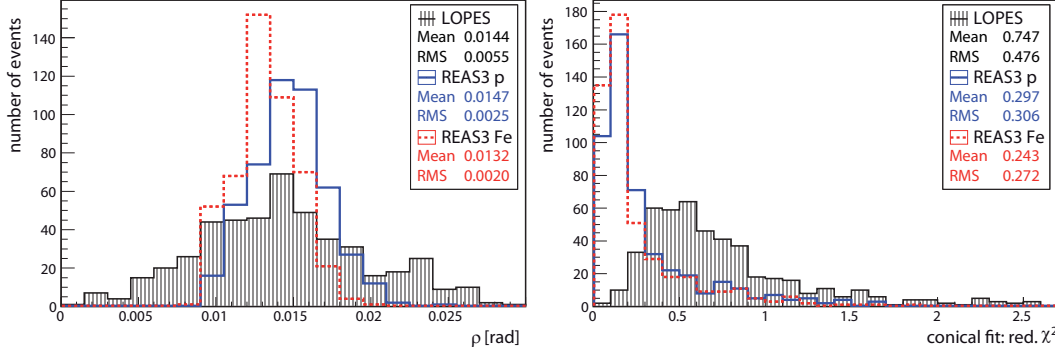 number of events
140
120
100
80
60
40
20
0
0
0.005
0.01
0.015
0.02
0.025
ρ [rad]
LOPES
Mean 0.0144
RMS 0.0055
REAS3 p
Mean 0.0147
RMS 0.0025
REAS3 Fe
Mean 0.0132
RMS 0.0020
number of events
180
160
140
120
100
80
60
40
20
0
0
0.5
1
1.5
2
2.5
conical fit: red. χ²
LOPES
Mean 0.747
RMS 0.476
REAS3 p
Mean 0.297
RMS 0.306
REAS3 Fe
Mean 0.243
RMS 0.272